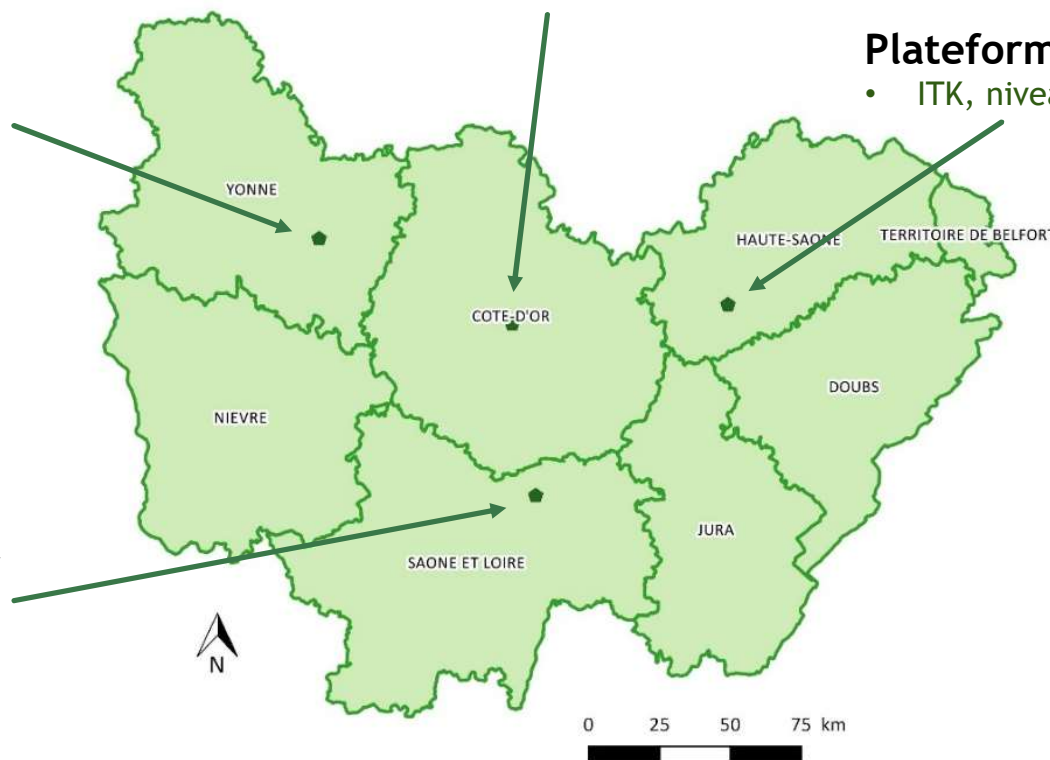 Plateform
• ITK, nivea
YONNE
HAUTE-SAONE
TERRITOIRE DE BELFORT
COTE-D'OR
DOUBS
NIEVRE
JURA
SAONE ET LOIRE
N
0 25 50 75 km